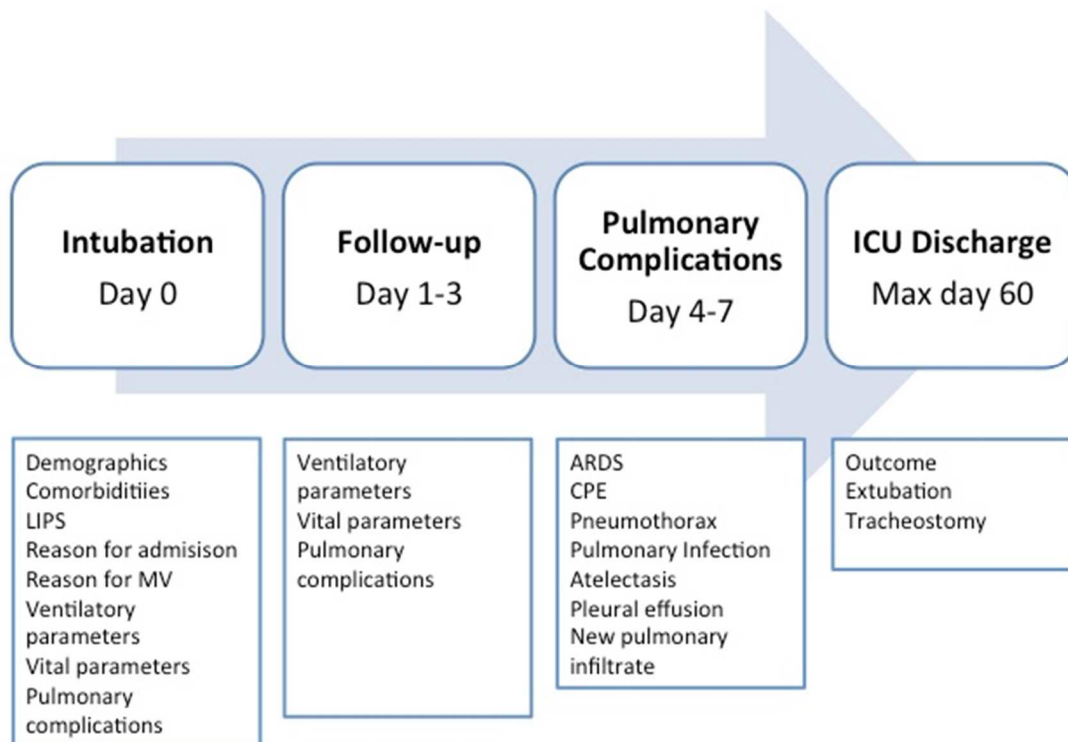 Intubation
Day 0
Follow-up
Day 1-3
Pulmonary
Complications
Day 4-7
ICU Discharge
Max day 60
Demographics
Comorbiditiies
LIPS
Reason for admisison
Reason for MV
Ventilatory
parameters
Vital parameters
Pulmonary
complications
Ventilatory
parameters
Vital parameters
Pulmonary
complications
ARDS
CPE
Pneumothorax
Pulmonary Infection
Atelectasis
Pleural effusion
New pulmonary
infiltrate
Outcome
Extubation
Tracheostomy